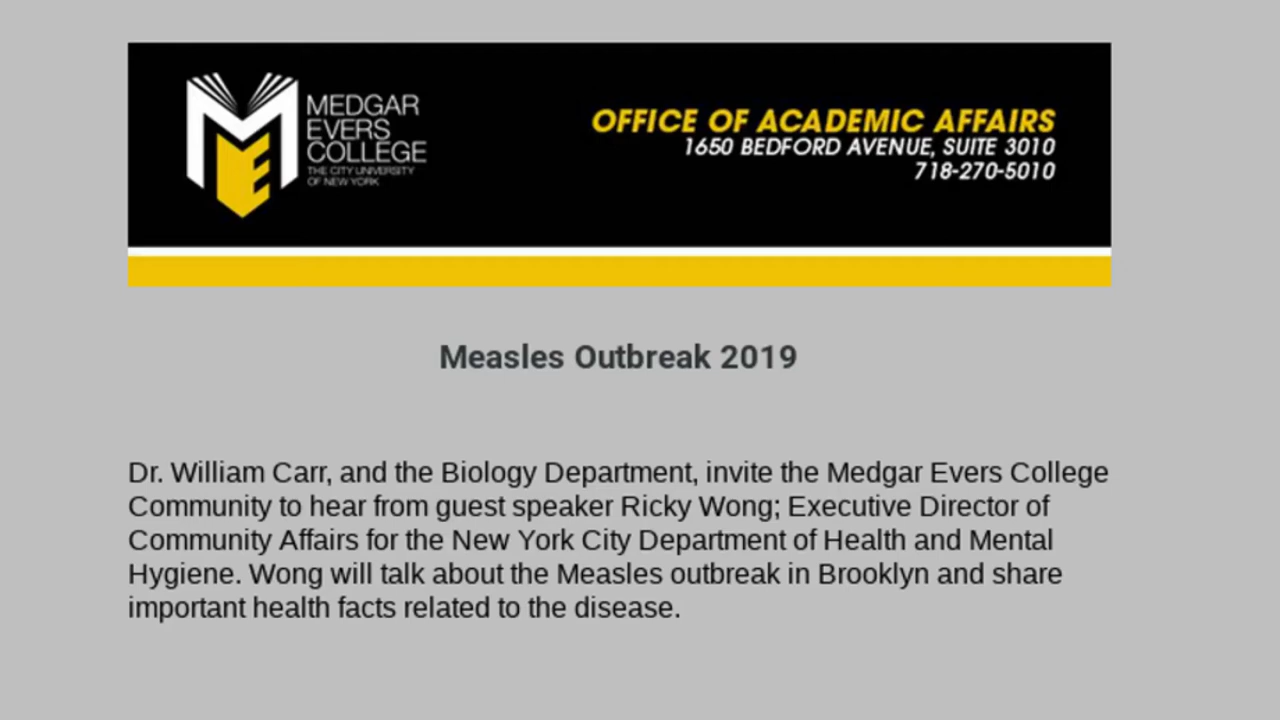 MEDGAR
EVERS
COLLEGE
THE CITY UNIVERSITY
OF NEW YORK
OFFICE OF ACADEMIC AFFAIRS
1650 BEDFORD AVENUE, SUITE 3010
718-270-5010
Measles Outbreak 2019
Dr. William Carr, and the Biology Department, invite the Medgar Evers College
Community to hear from guest speaker Ricky Wong; Executive Director of
Community Affairs for the New York City Department of Health and Mental
Hygiene. Wong will talk about the Measles outbreak in Brooklyn and share
important health facts related to the disease.